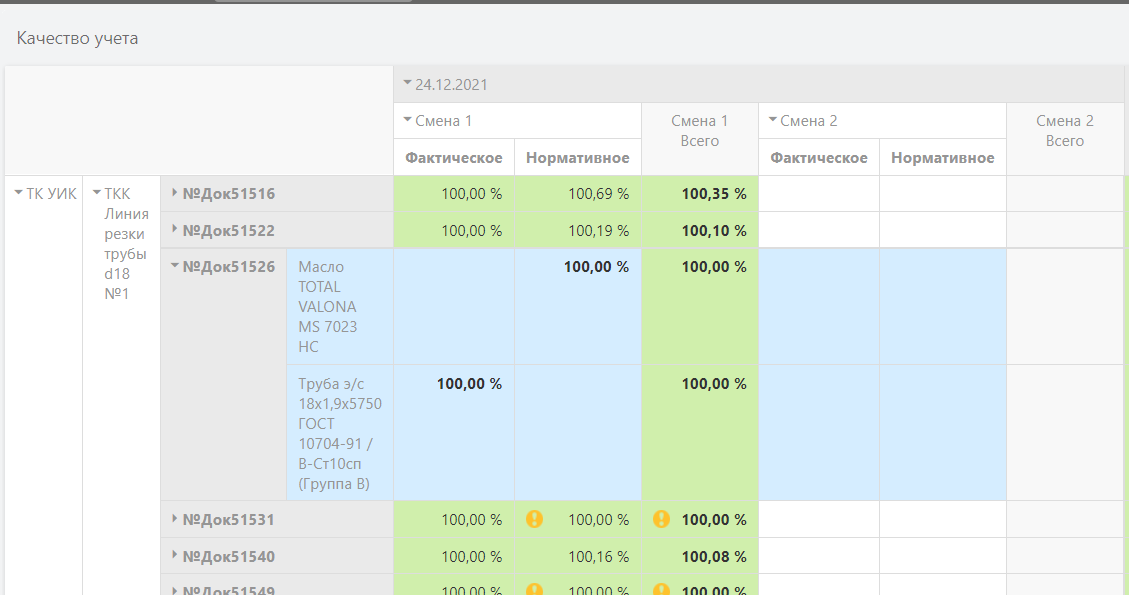 Качество учета
24.12.2021
Смена 1
Смена 1
Всего
Смена 2
Смена 2
Всего
Фактическое
Нормативное
Фактическое
Нормативное
ТК УИК
ТКК
Линия
резки
трубы
d18
№1
№Док51516
100,00 %
100,69 %
100,35 %
№Док51522
100,00 %
100,19 %
100,10 %
№Док51526
Масло
TOTAL
VALONA
MS 7023
HC
100,00 %
100,00 %
Труба э/с
18х1,9х5750
ГОСТ
10704-91 /
В-Ст10сп
(Группа В)
100,00 %
100,00 %
№Док51531
100,00 %
100,00 %
100,00 %
№Док51540
100,00 %
100,16 %
100,08 %
№Док51549
100,00 %
100,00 %
100,00 %